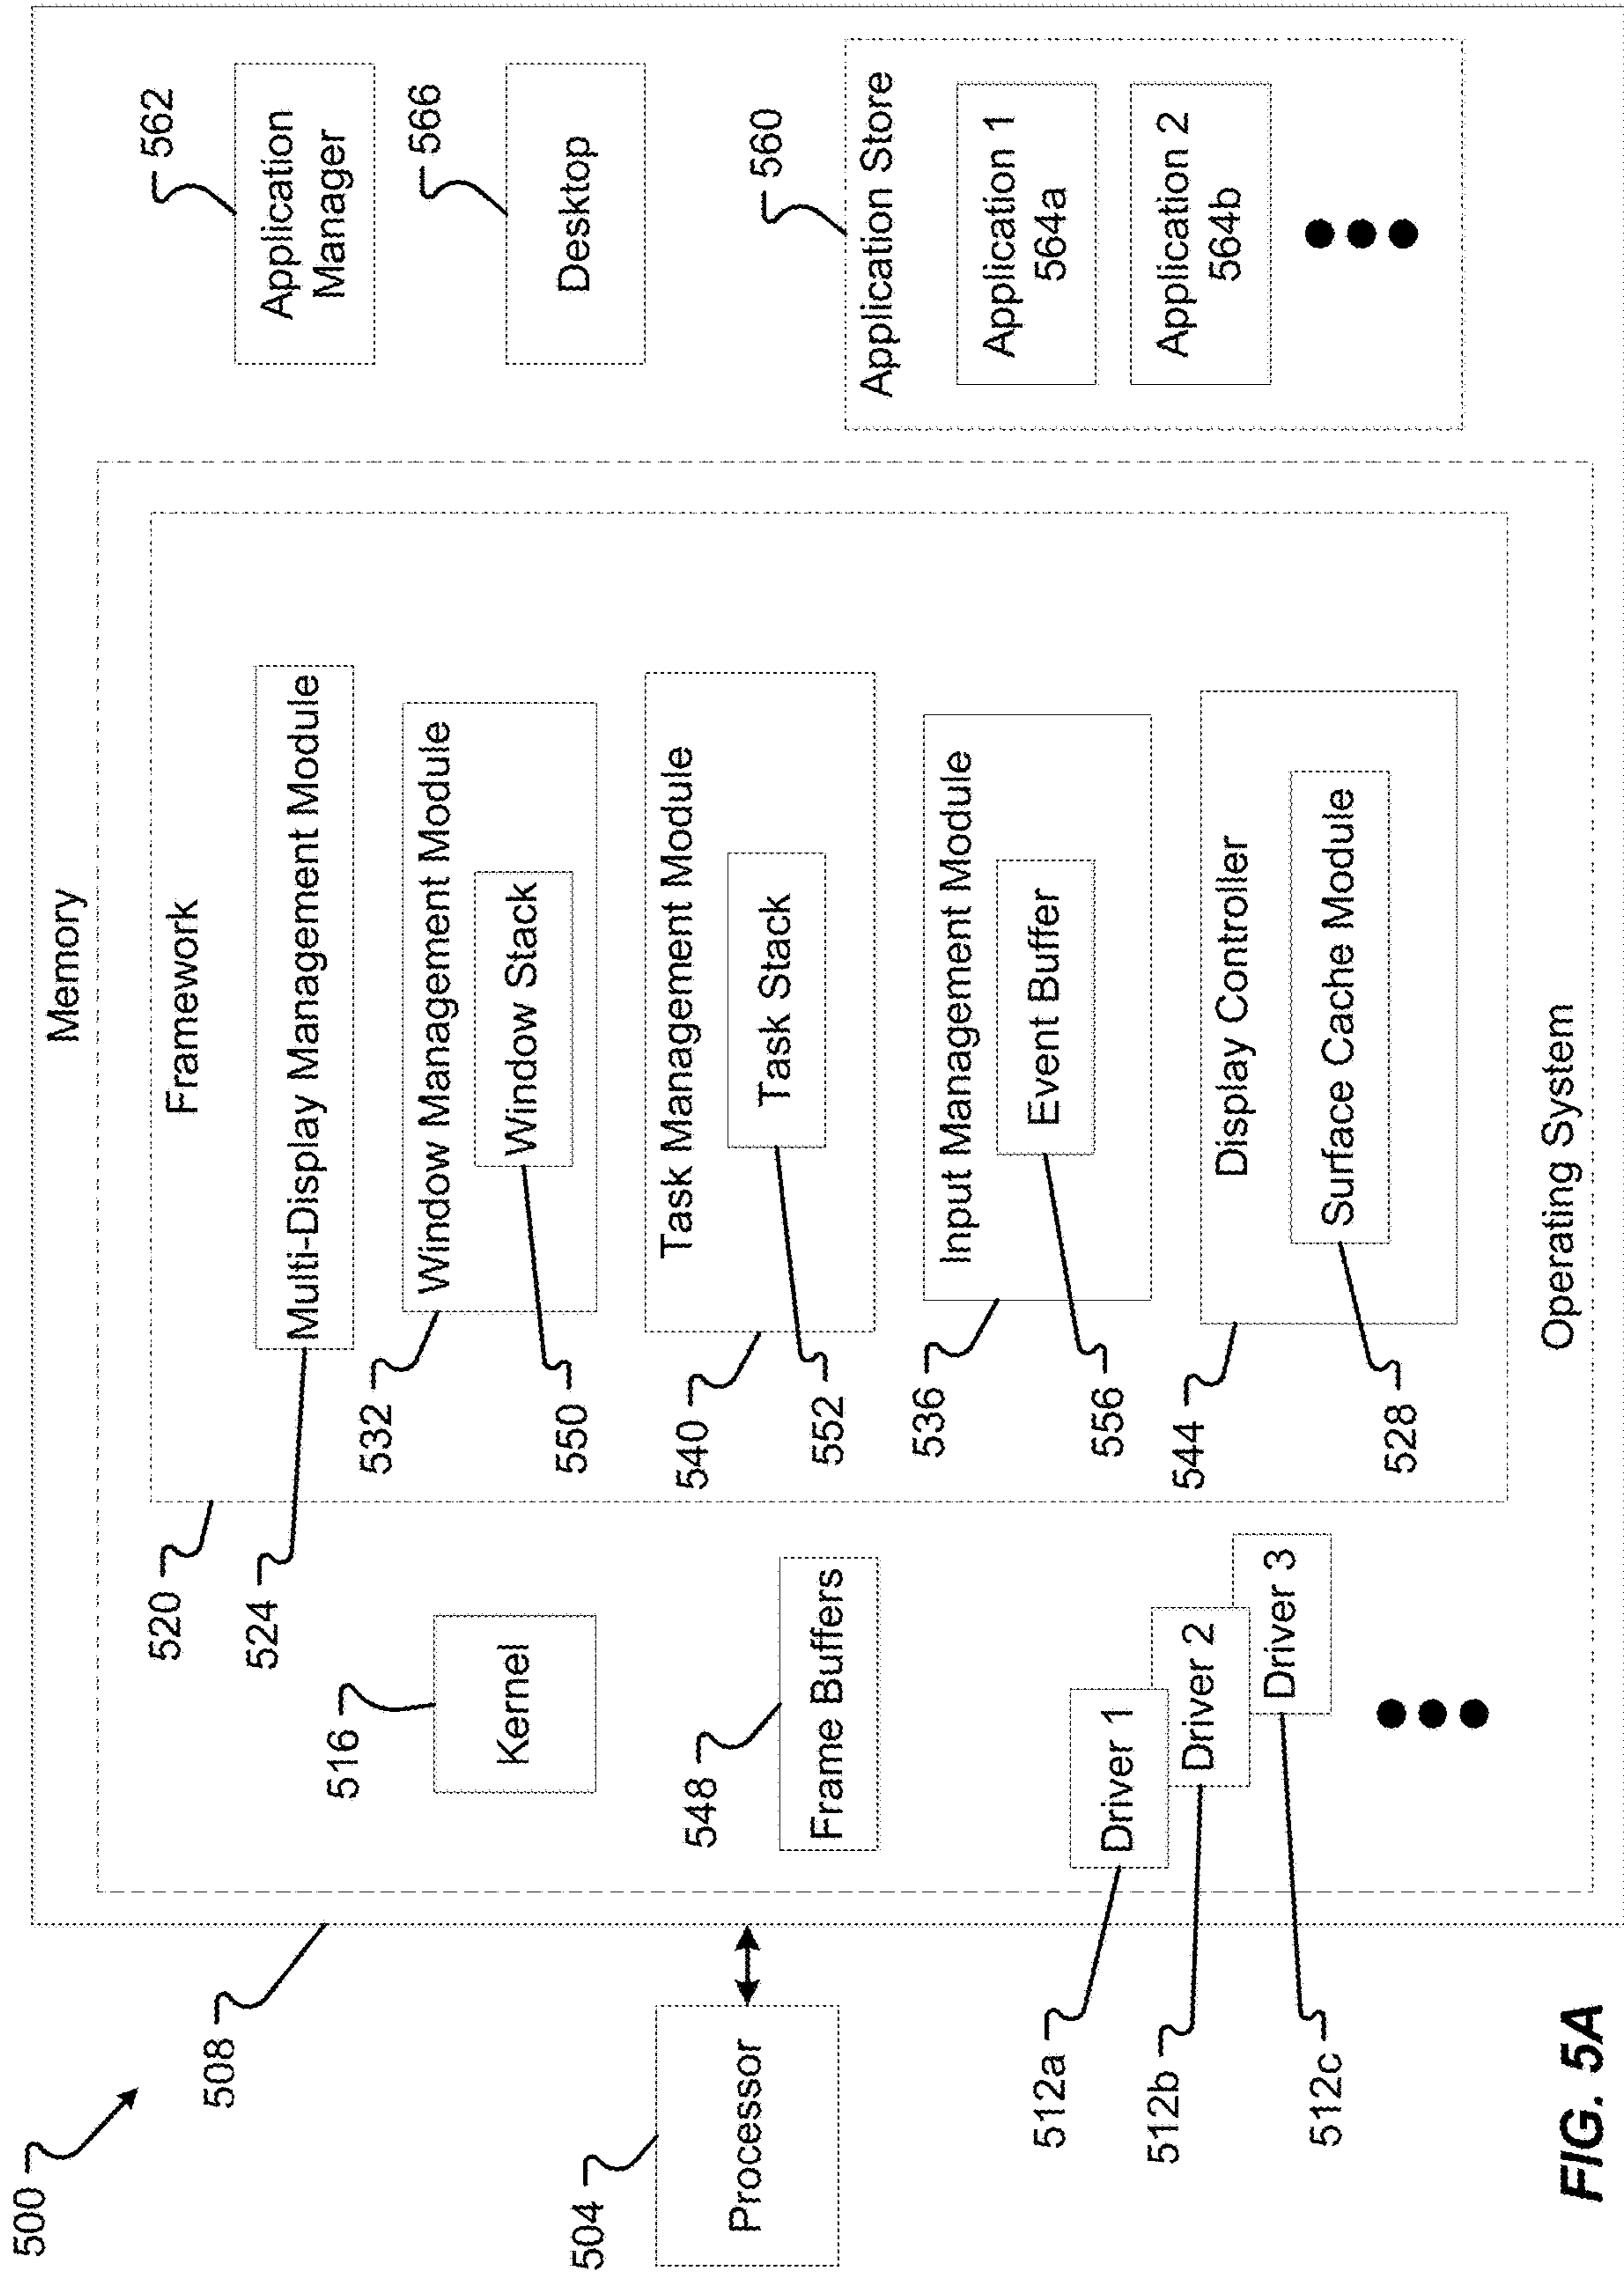 500
508
Memory
504
Processor
520
Framework
524
Multi-Display Management Module
516
Kernel
532
Window Management Module
550
Window Stack
548
Frame Buffers
540
Task Management Module
552
Task Stack
536
Input Management Module
556
Event Buffer
544
Display Controller
528
Surface Cache Module
512a
Driver 1
512b
Driver 2
512c
Driver 3
Operating System
562
Application
Manager
566
Desktop
560
Application Store
Application 1
564a
Application 2
564b
FIG. 5A